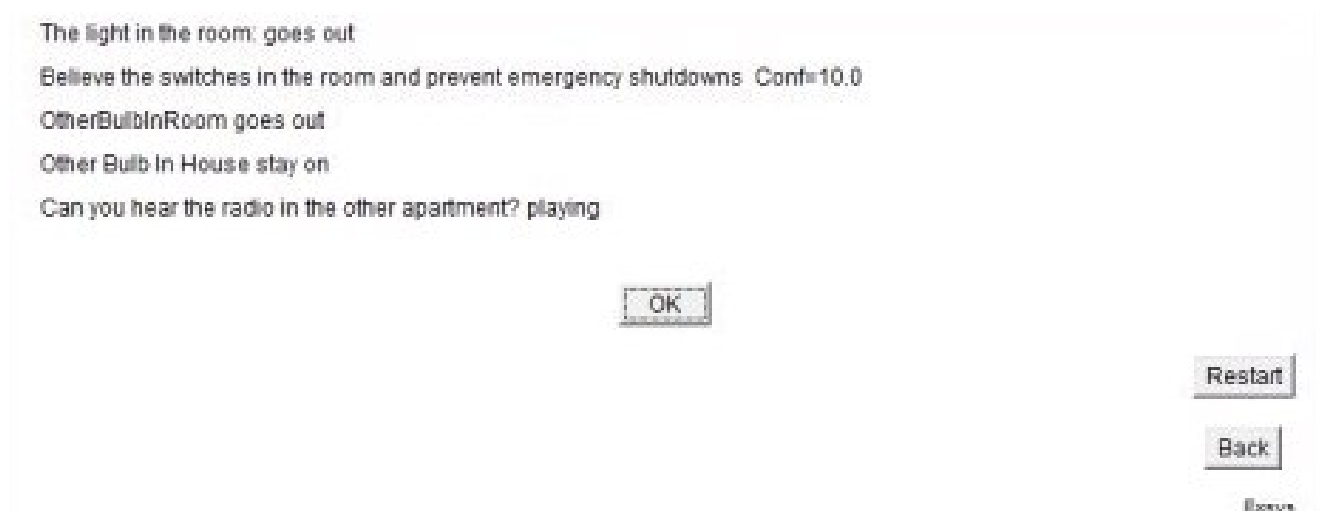 The light in the room: goes out
Believe the switches in the room and prevent emergency shutdowns Conf=10.0
OtherBulbInRoom goes out
Other Bulb In House stay on
Can you hear the radio in the other apartment? playing
OK
Restart
Back